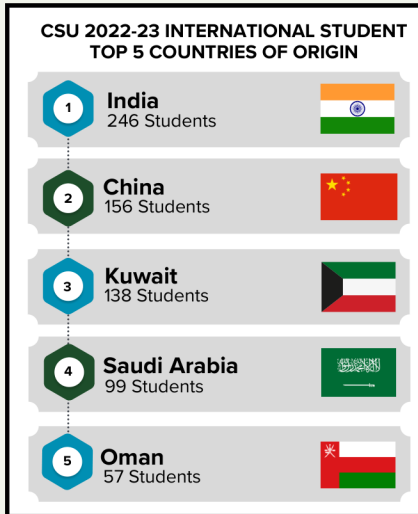 CSU 2022-23 INTERNATIONAL STUDENT
TOP 5 COUNTRIES OF ORIGIN
1
India
246 Students
2
China
156 Students
3
Kuwait
138 Students
4
Saudi Arabia
99 Students
5
Oman
57 Students